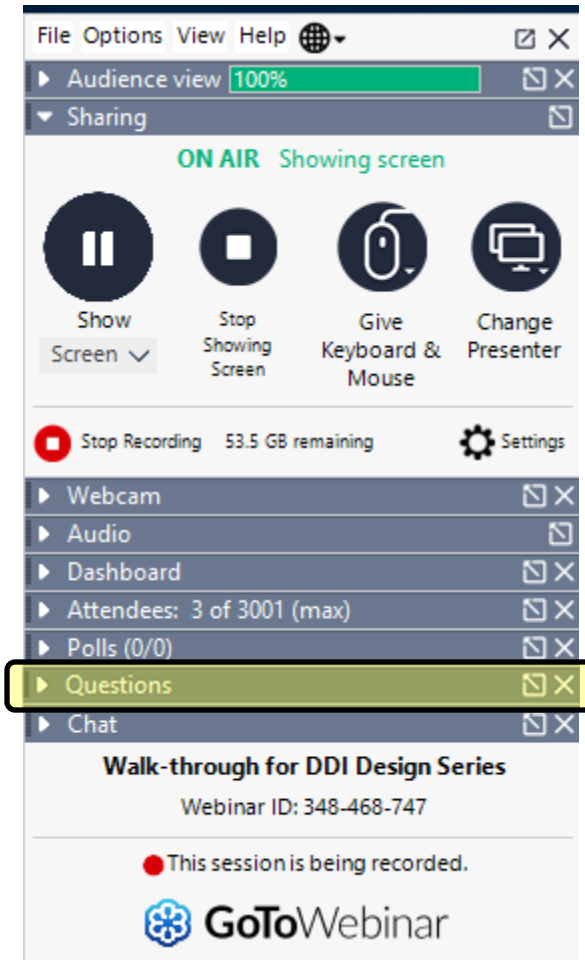 File Options View Help
Audience view 100%
Sharing
ON AIR Showing screen
Show
Screen
Stop
Showing
Screen
Give
Keyboard &
Mouse
Change
Presenter
Stop Recording 53.5 GB remaining Settings
Webcam
Audio
Dashboard
Attendees: 3 of 3001 (max)
Polls (0/0)
Questions
Chat
Walk-through for DDI Design Series
Webinar ID: 348-468-747
This session is being recorded.
GoToWebinar